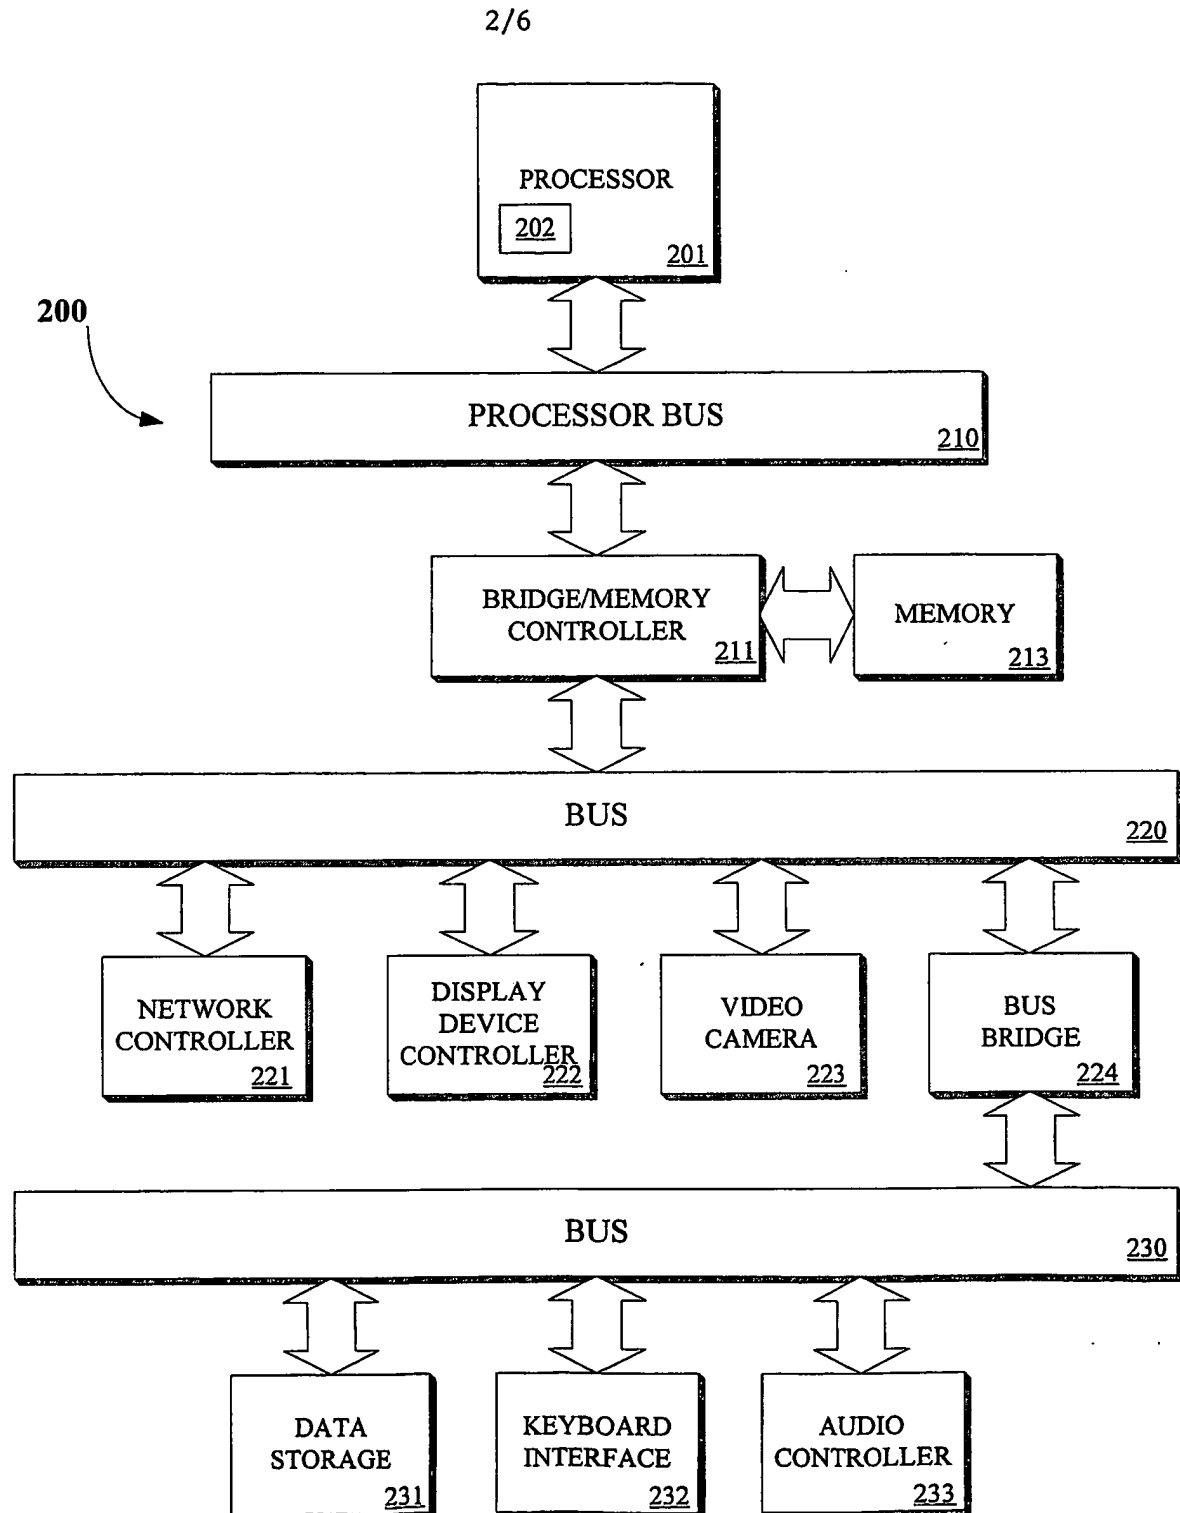 2/6
PROCESSOR
202
201
200
PROCESSOR BUS
210
BRIDGE/MEMORY
CONTROLLER
211
MEMORY
213
BUS
220
NETWORK
CONTROLLER
221
DISPLAY
DEVICE
CONTROLLER
222
VIDEO
CAMERA
223
BUS
BRIDGE
224
BUS
230
DATA
STORAGE
231
KEYBOARD
INTERFACE
232
AUDIO
CONTROLLER
233